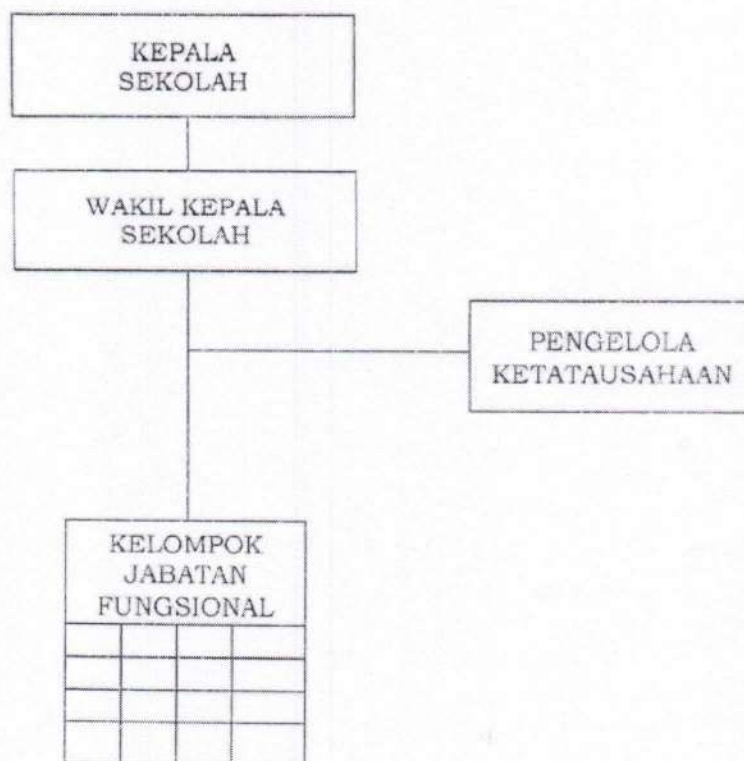 KEPALA
SEKOLAH
WAKIL KEPALA
SEKOLAH
PENGELOLA
KETATAUSAHAAN
KELOMPOK
JABATAN
FUNGSIONAL